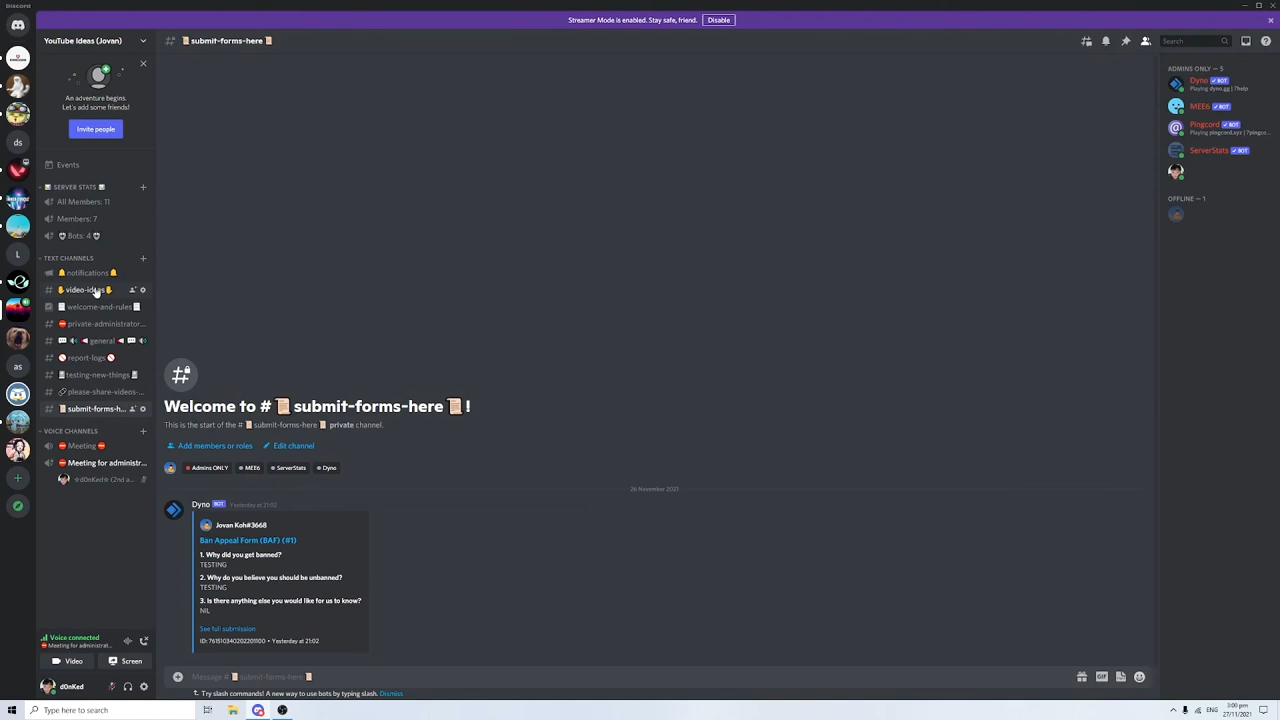 Discord
Streamer Mode is enabled. Stay safe, friend.
Disable
YouTube Ideas (Jovan)
submit-forms-here
Search
An adventure begins.
Let's add some friends!
Invite people
Events
SERVER STATS
All Members: 11
Members: 7
Bots: 4
TEXT CHANNELS
notifications
video-ideas
welcome-and-rules
private-administrator...
general
report-logs
testing-new-things
please-share-videos-...
submit-forms-h...
VOICE CHANNELS
Meeting
Meeting for administr...
d0nKed (2nd a...
Voice connected
Meeting for administrat...
Video
Screen
d0nKed
ds
L
as
Welcome to # submit-forms-here !
This is the start of the # submit-forms-here private channel.
Add members or roles
Edit channel
Admins ONLY
MEE6
ServerStats
Dyno
26 November 2021
Dyno BOT Yesterday at 21:02
Jovan Koh#3668
Ban Appeal Form (BAF) (#1)
1. Why did you get banned?
TESTING
2. Why do you believe you should be unbanned?
TESTING
3. Is there anything else you would like for us to know?
NIL
See full submission
ID: 761510340202201100 • Yesterday at 21:02
Message # submit-forms-here
Try slash commands! A new way to use bots by typing slash. Dismiss
ADMINS ONLY — 5
Dyno ✓ BOT
Playing dyno.gg | ?help
MEE6 ✓ BOT
Pingcord ✓ BOT
Playing pingcord.xyz | ?pingco...
ServerStats ✓ BOT
OFFLINE — 1
Type here to search
ENG
3:00 pm
27/11/2021